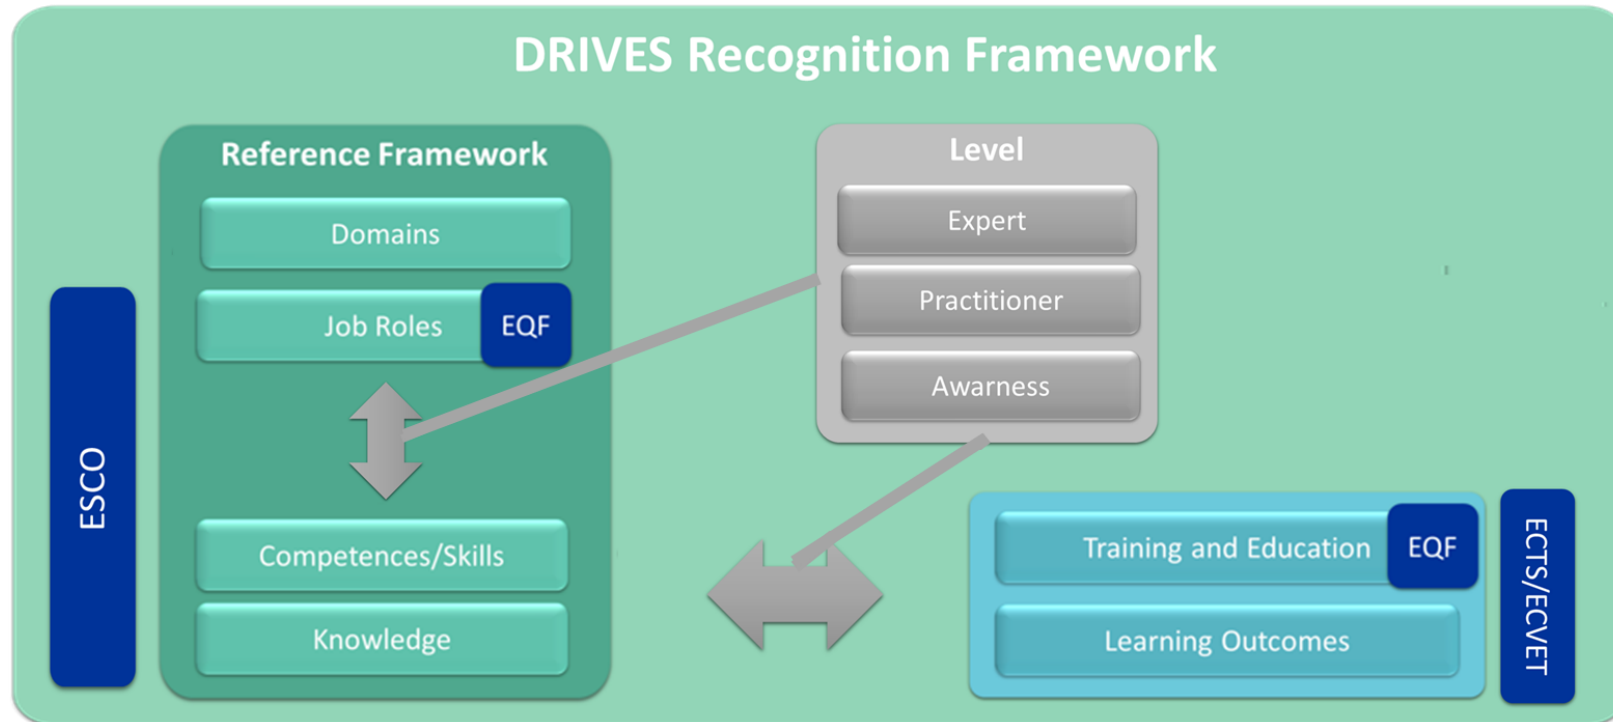 DRIVES Recognition Framework
Reference Framework
Domains
Job Roles
EQF
Competences/Skills
Knowledge
ESCO
Level
Expert
Practitioner
Awarness
Training and Education
EQF
Learning Outcomes
ECTS/ECVET